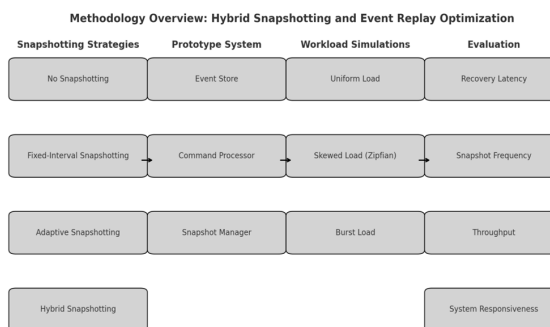 Methodology Overview: Hybrid Snapshotting and Event Replay Optimization
Snapshotting Strategies Prototype System Workload Simulations Evaluation
No Snapshotting Event Store Uniform Load Recovery Latency
Fixed-Interval Snapshotting Command Processor Skewed Load (Zipfian) Snapshot Frequency
Adaptive Snapshotting Snapshot Manager Burst Load Throughput
Hybrid Snapshotting System Responsiveness